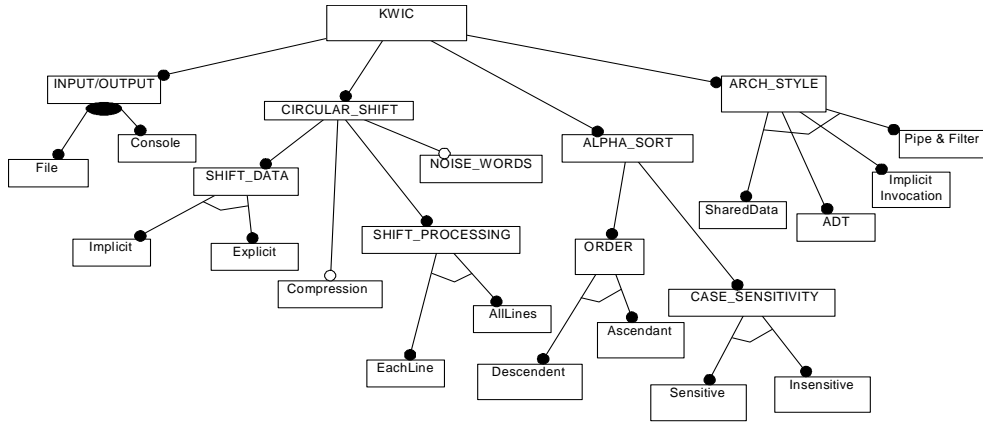 KWIC
INPUT/OUTPUT
ARCH_STYLE
CIRCULAR_SHIFT
Console
ALPHA_SORT
Pipe & Filter
File
NOISE_WORDS
SHIFT_DATA
Implicit
Invocation
SharedData
ADT
SHIFT_PROCESSING
Implicit
Explicit
ORDER
Compression
CASE_SENSITIVITY
AllLines
Ascendant
EachLine
Descendent
Sensitive
Insensitive